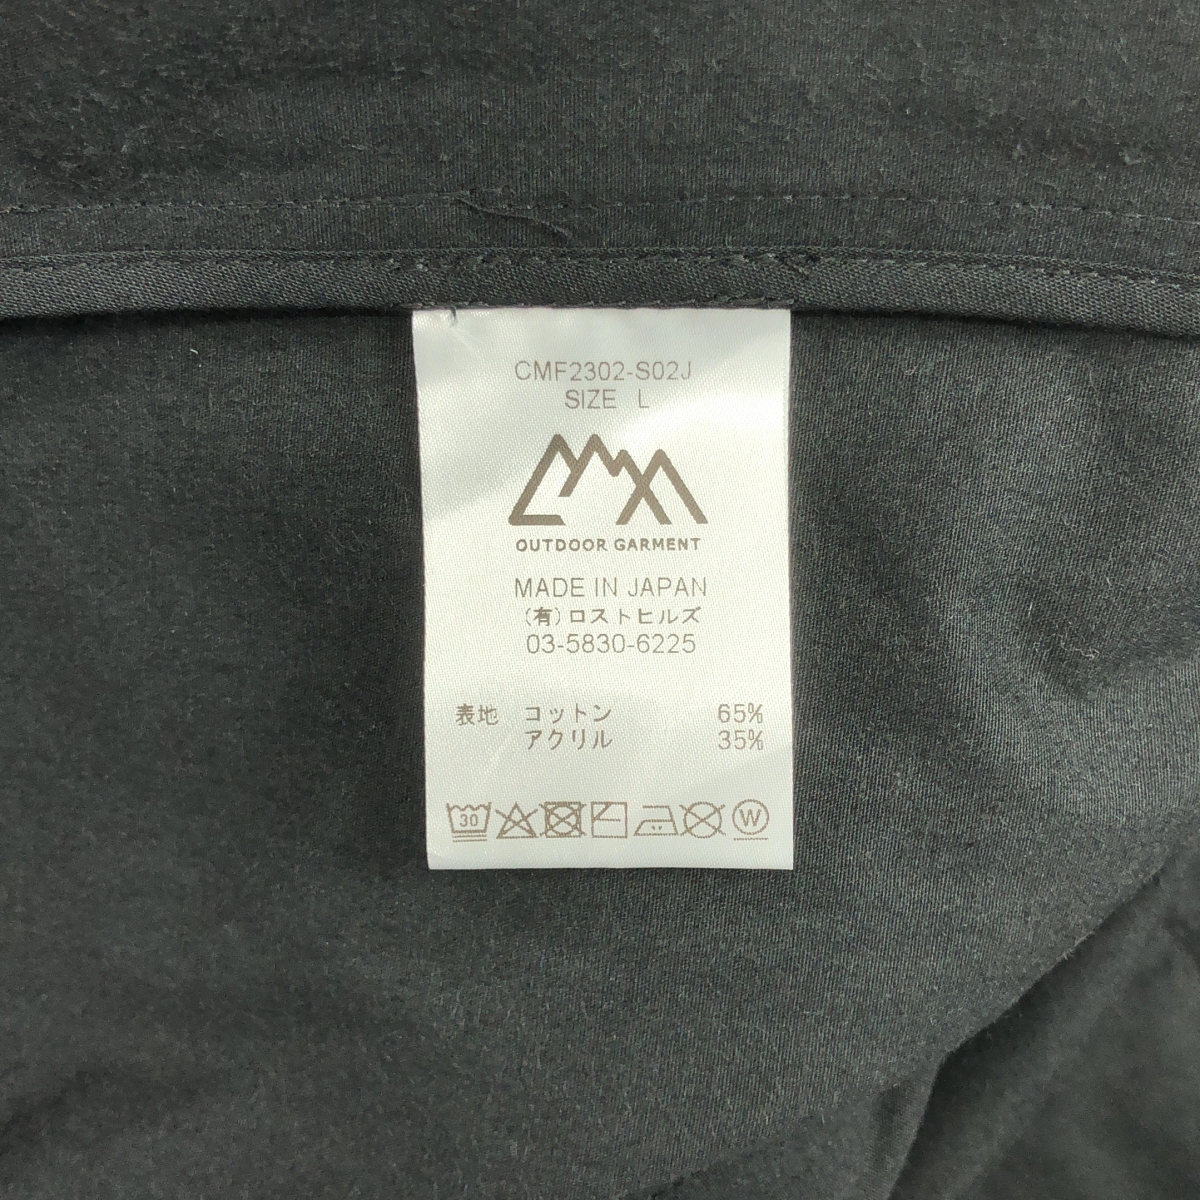 CMF2302-S02J
SIZE L
OUTDOOR GARMENT
MADE IN JAPAN
(有)ロストヒルズ
03-5830-6225
表地 コットン 65%
アクリル 35%
30 W